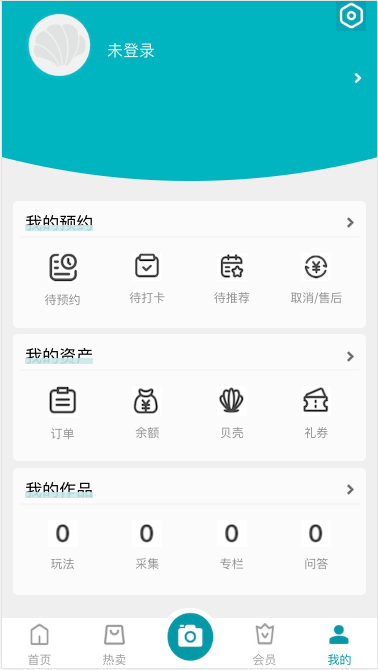 未登录
我的预约
待预约 待打卡 待推荐 取消/售后
我的资产
订单 余额 贝壳 礼券
我的作品
0 0 0 0
玩法 采集 专栏 问答
首页 热卖 会员 我的